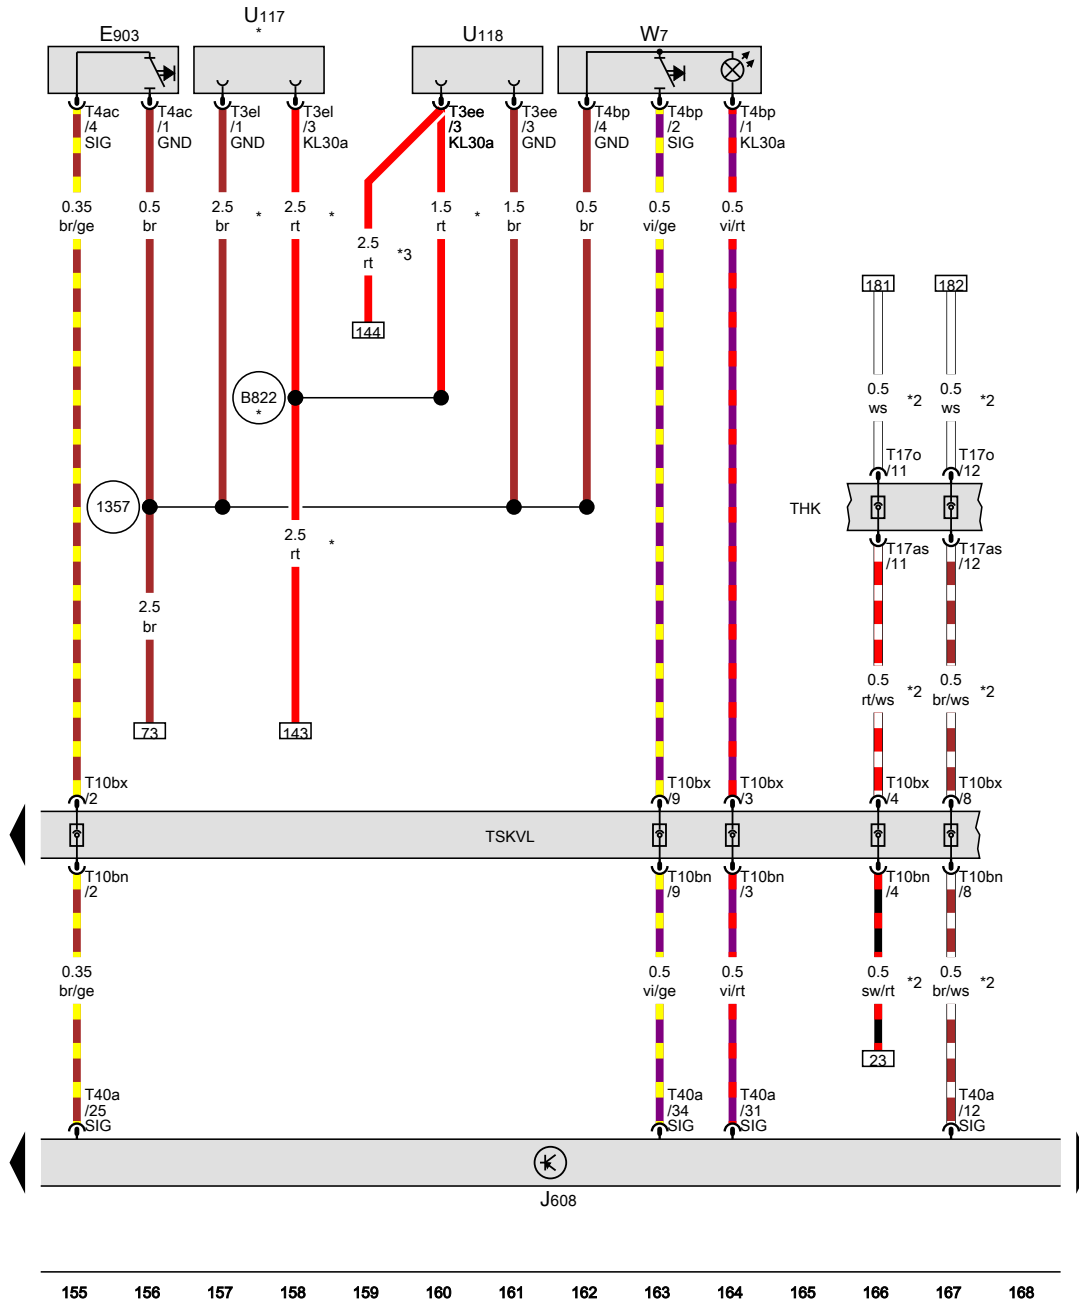 E903
U117
*
U118
W7
T4ac
/4
SIG
T4ac
/1
GND
T3el
/1
GND
T3el
/3
KL30a
T3ee
/3
KL30a
T3ee
/3
GND
T4bp
/4
GND
T4bp
/2
SIG
T4bp
/1
KL30a
0.35
br/ge
0.5
br
2.5
br
*
2.5
rt
*
2.5
rt
*3
1.5
rt
*
1.5
br
0.5
br
0.5
vi/ge
0.5
vi/rt
181
182
144
B822
*
0.5
ws
*2
0.5
ws
*2
T17o
/11
T17o
/12
1357
THK
2.5
rt
*
T17as
/11
T17as
/12
2.5
br
0.5
rt/ws
*2
0.5
br/ws
*2
73
143
T10bx
/2
T10bx
/9
T10bx
/3
T10bx
/4
T10bx
/8
TSKVL
T10bn
/2
T10bn
/9
T10bn
/3
T10bn
/4
T10bn
/8
0.35
br/ge
0.5
vi/ge
0.5
vi/rt
0.5
sw/rt
*2
0.5
br/ws
*2
23
T40a
/25
SIG
T40a
/34
SIG
T40a
/31
SIG
T40a
/12
SIG
J608
155 156 157 158 159 160 161 162 163 164 165 166 167 168